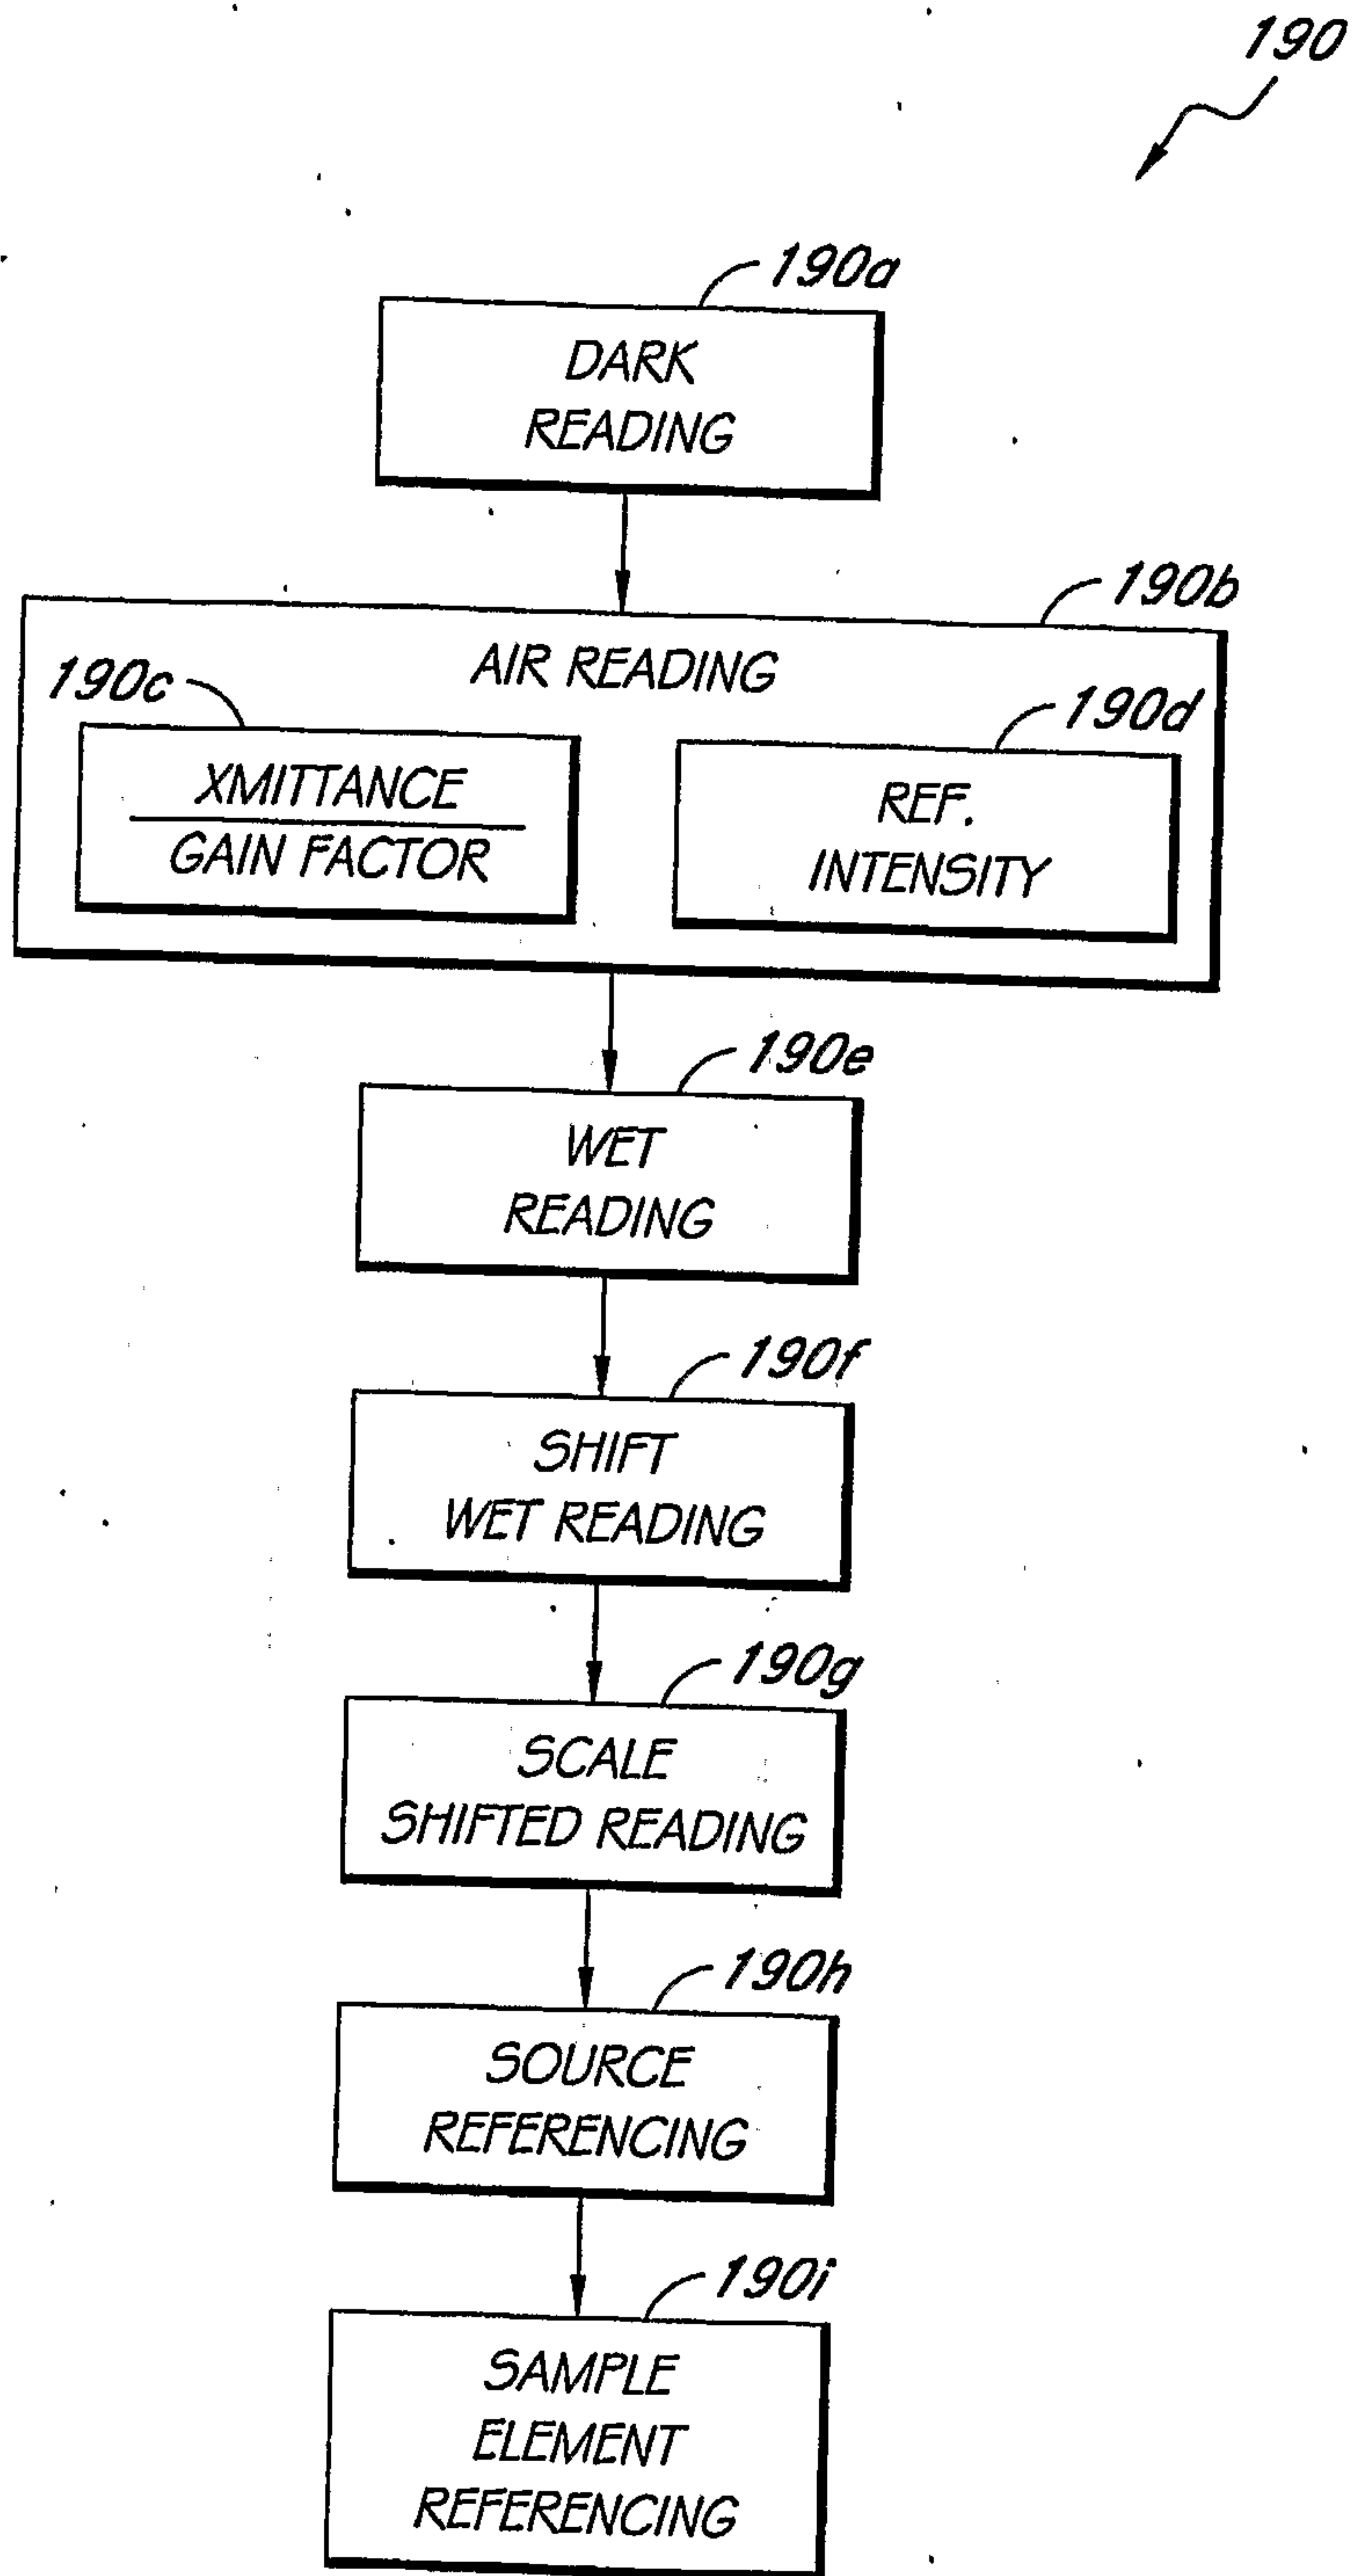 190
190a
DARK
READING
190b
AIR READING
190c
190d
XMITTANCE
GAIN FACTOR
REF.
INTENSITY
190e
WET
READING
190f
SHIFT
WET READING
190g
SCALE
SHIFTED READING
190h
SOURCE
REFERENCING
190i
SAMPLE
ELEMENT
REFERENCING